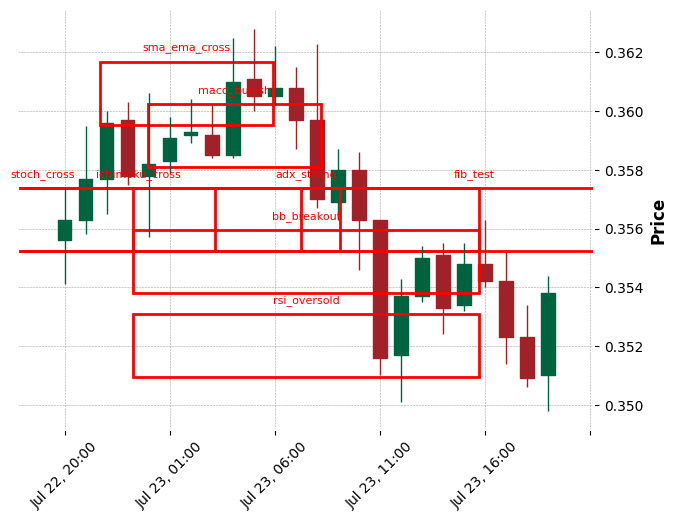 sma_ema_cross
0.362
0.360
stoch_cross
adx_strong
fib_test
0.358
bb_breakout
0.356
Price
0.354
rsi_oversold
0.352
0.350
Jul 22, 20:00
Jul 23, 01:00
Jul 23, 06:00
Jul 23, 11:00
Jul 23, 16:00